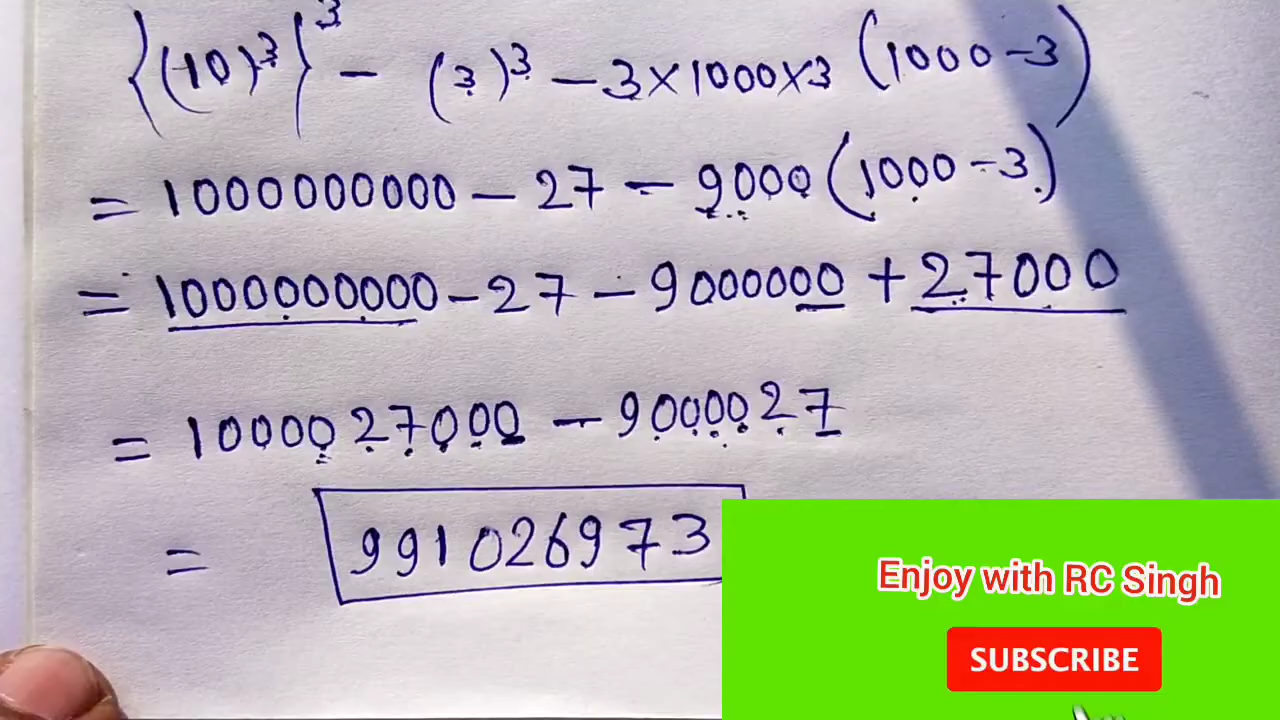 {(10)³}³ - (3)³ - 3×1000×3 (1000-3)
= 1000000000 - 27 - 9000 (1000-3)
= 1000000000 - 27 - 9000000 + 27000
= 1000027000 - 9000027
= 991026973
Enjoy with RC Singh
SUBSCRIBE